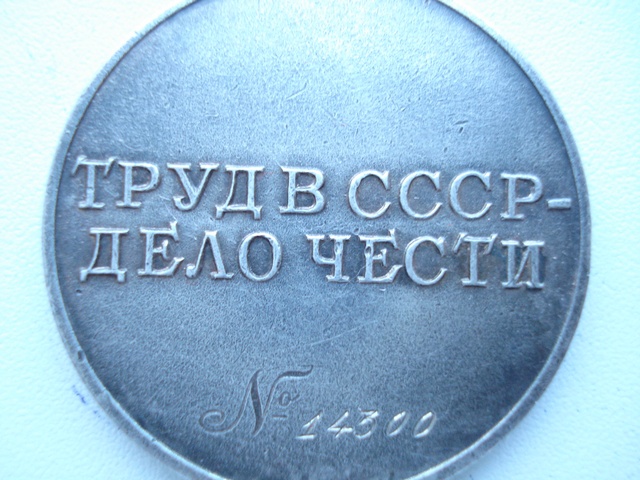 ТРУД В СССР-
ДЕЛО ЧЕСТИ
№ 14300